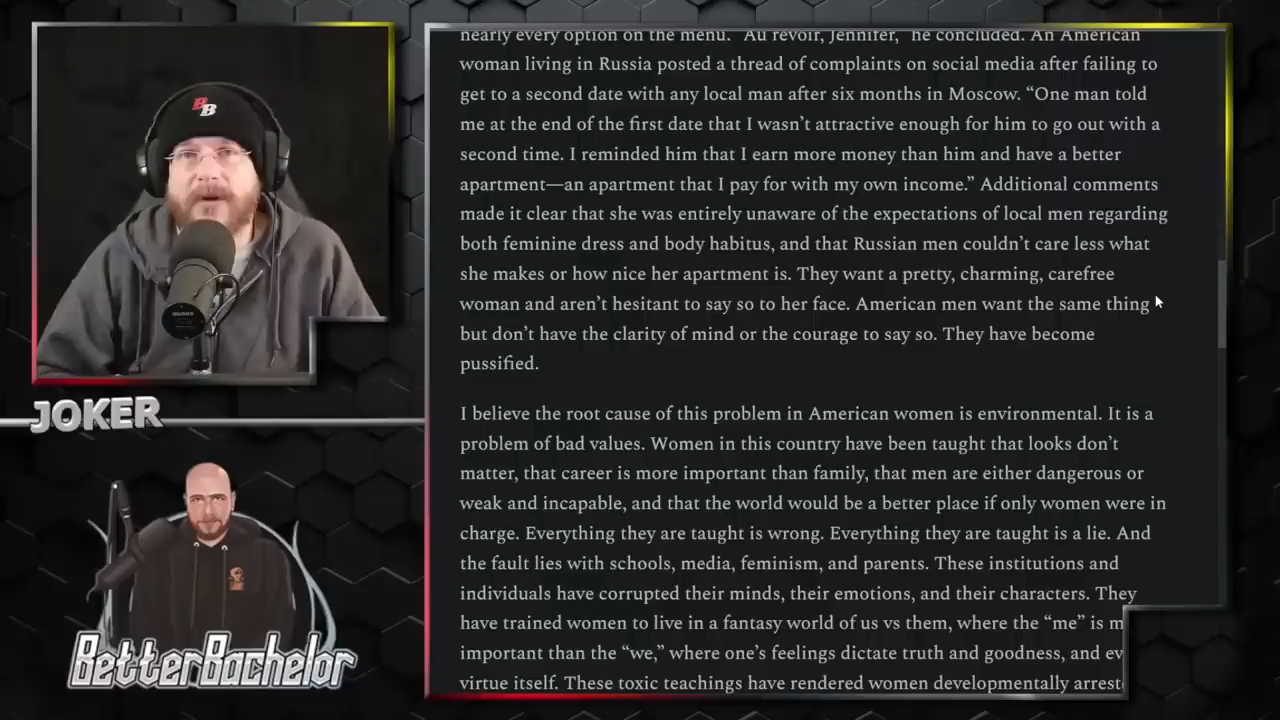 BB
JOKER
BetterBachelor
nearly every option on the menu. "Au revoir, Jennifer," he concluded. An American
woman living in Russia posted a thread of complaints on social media after failing to
get to a second date with any local man after six months in Moscow. “One man told
me at the end of the first date that I wasn’t attractive enough for him to go out with a
second time. I reminded him that I earn more money than him and have a better
apartment—an apartment that I pay for with my own income.” Additional comments
made it clear that she was entirely unaware of the expectations of local men regarding
both feminine dress and body habitus, and that Russian men couldn’t care less what
she makes or how nice her apartment is. They want a pretty, charming, carefree
woman and aren’t hesitant to say so to her face. American men want the same thing
but don’t have the clarity of mind or the courage to say so. They have become
pussified.
I believe the root cause of this problem in American women is environmental. It is a
problem of bad values. Women in this country have been taught that looks don’t
matter, that career is more important than family, that men are either dangerous or
weak and incapable, and that the world would be a better place if only women were in
charge. Everything they are taught is wrong. Everything they are taught is a lie. And
the fault lies with schools, media, feminism, and parents. These institutions and
individuals have corrupted their minds, their emotions, and their characters. They
have trained women to live in a fantasy world of us vs them, where the “me” is m
important than the “we,” where one’s feelings dictate truth and goodness, and ev
virtue itself. These toxic teachings have rendered women developmentally arrest